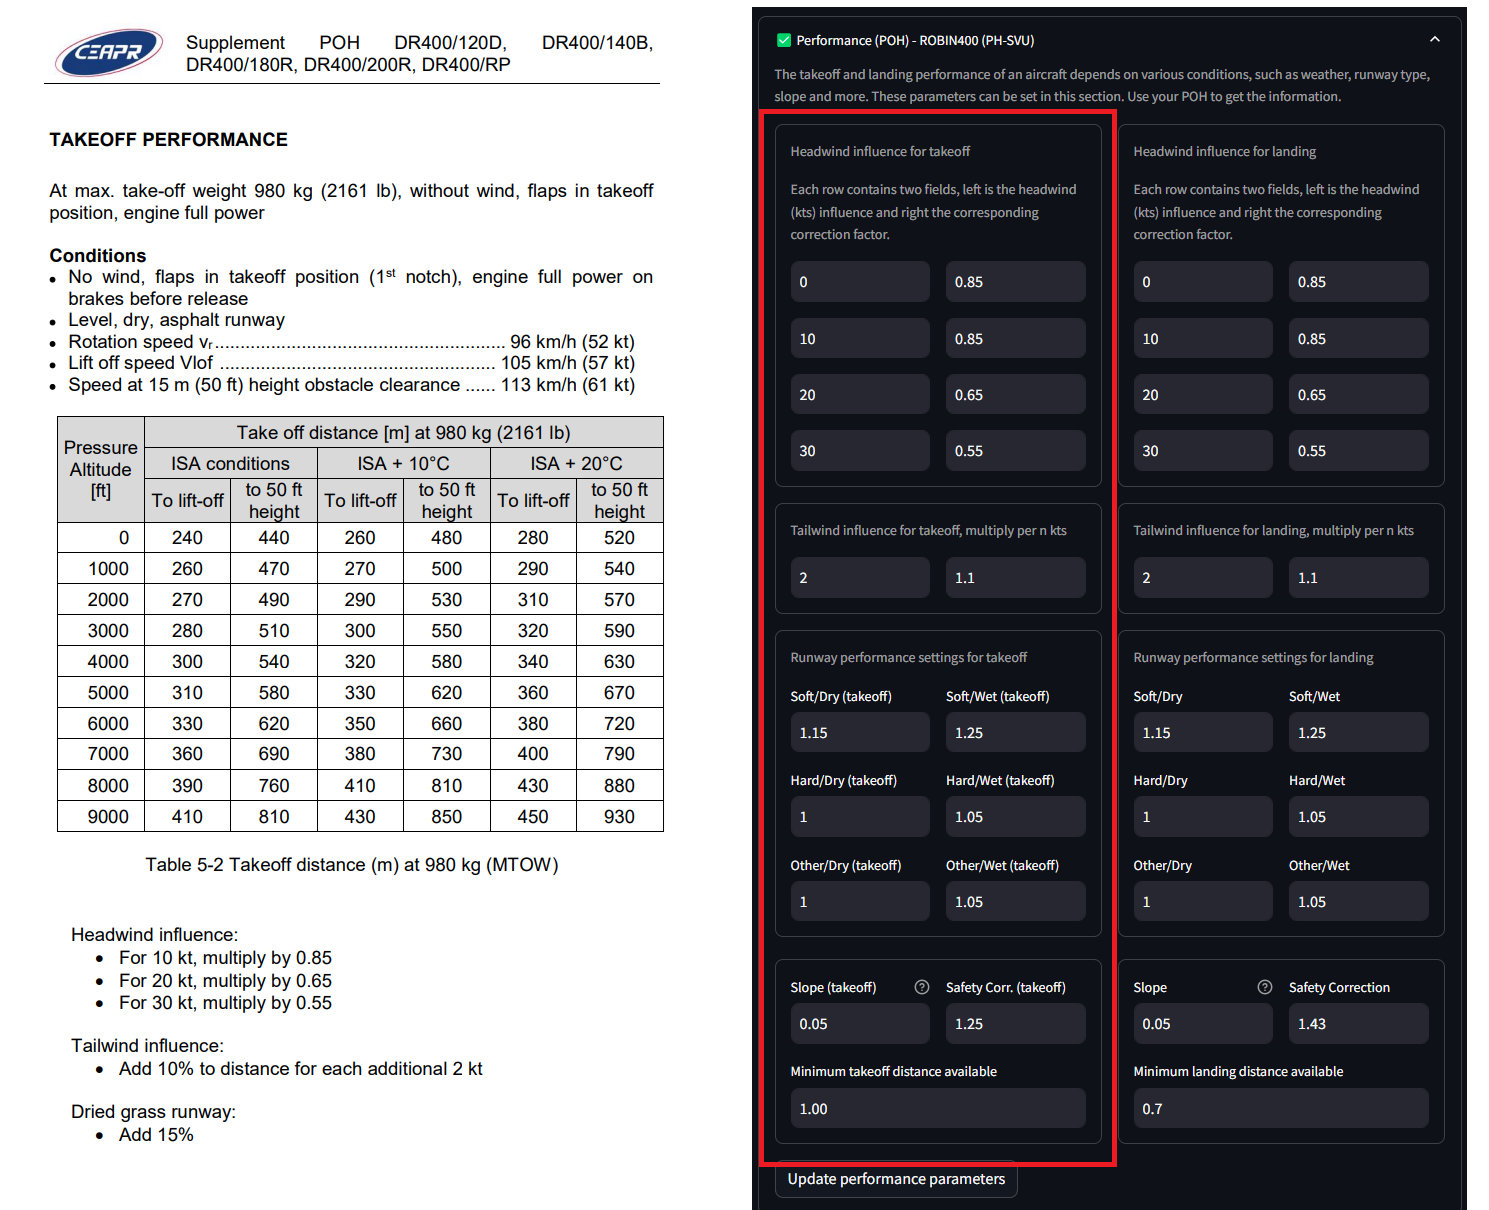 CEAPR
Supplement POH DR400/120D, DR400/140B,
DR400/180R, DR400/200R, DR400/RP
TAKEOFF PERFORMANCE
At max. take-off weight 980 kg (2161 lb), without wind, flaps in takeoff
position, engine full power
Conditions
• No wind, flaps in takeoff position (1st notch), engine full power on
brakes before release
• Level, dry, asphalt runway
• Rotation speed vr........................................................ 96 km/h (52 kt)
• Lift off speed Vlof ..................................................... 105 km/h (57 kt)
• Speed at 15 m (50 ft) height obstacle clearance ...... 113 km/h (61 kt)
Pressure Altitude [ft]
Take off distance [m] at 980 kg (2161 lb)
ISA conditions ISA + 10°C ISA + 20°C
To lift-off to 50 ft height To lift-off to 50 ft height To lift-off to 50 ft height
0 240 440 260 480 280 520
1000 260 470 270 500 290 540
2000 270 490 290 530 310 570
3000 280 510 300 550 320 590
4000 300 540 320 580 340 630
5000 310 580 330 620 360 670
6000 330 620 350 660 380 720
7000 360 690 380 730 400 790
8000 390 760 410 810 430 880
9000 410 810 430 850 450 930
Table 5-2 Takeoff distance (m) at 980 kg (MTOW)
Headwind influence:
• For 10 kt, multiply by 0.85
• For 20 kt, multiply by 0.65
• For 30 kt, multiply by 0.55
Tailwind influence:
• Add 10% to distance for each additional 2 kt
Dried grass runway:
• Add 15%
Performance (POH) - ROBIN400 (PH-SVU)
The takeoff and landing performance of an aircraft depends on various conditions, such as weather, runway type,
slope and more. These parameters can be set in this section. Use your POH to get the information.
Headwind influence for takeoff
Each row contains two fields, left is the headwind
(kts) influence and right the corresponding
correction factor.
0 0.85
10 0.85
20 0.65
30 0.55
Tailwind influence for takeoff, multiply per n kts
2 1.1
Runway performance settings for takeoff
Soft/Dry (takeoff) Soft/Wet (takeoff)
1.15 1.25
Hard/Dry (takeoff) Hard/Wet (takeoff)
1 1.05
Other/Dry (takeoff) Other/Wet (takeoff)
1 1.05
Slope (takeoff) ? Safety Corr. (takeoff)
0.05 1.25
Minimum takeoff distance available
1.00
Headwind influence for landing
Each row contains two fields, left is the headwind
(kts) influence and right the corresponding
correction factor.
0 0.85
10 0.85
20 0.65
30 0.55
Tailwind influence for landing, multiply per n kts
2 1.1
Runway performance settings for landing
Soft/Dry Soft/Wet
1.15 1.25
Hard/Dry Hard/Wet
1 1.05
Other/Dry Other/Wet
1 1.05
Slope ? Safety Correction
0.05 1.43
Minimum landing distance available
0.7
Update performance parameters